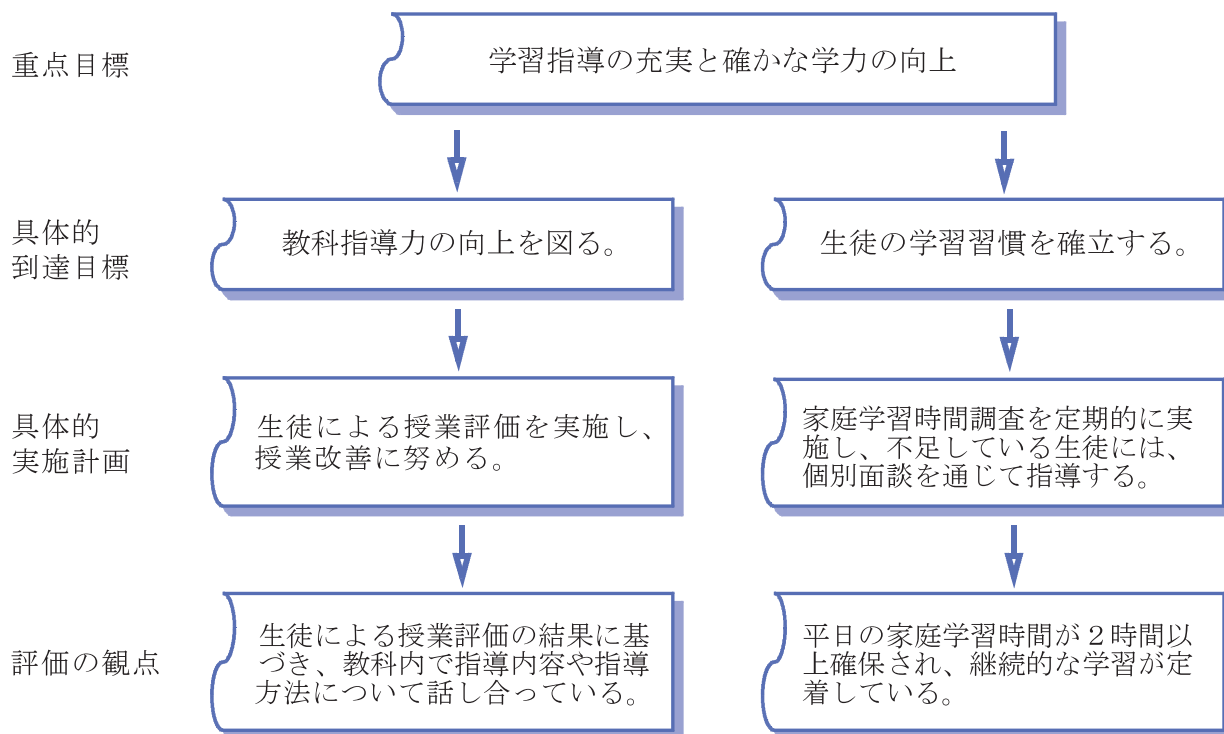 重点目標
学習指導の充実と確かな学力の向上
具体的
到達目標
教科指導力の向上を図る。
生徒の学習習慣を確立する。
具体的
実施計画
生徒による授業評価を実施し、
授業改善に努める。
家庭学習時間調査を定期的に実
施し、不足している生徒には、
個別面談を通じて指導する。
評価の観点
生徒による授業評価の結果に基
づき、教科内で指導内容や指導
方法について話し合っている。
平日の家庭学習時間が２時間以
上確保され、継続的な学習が定
着している。